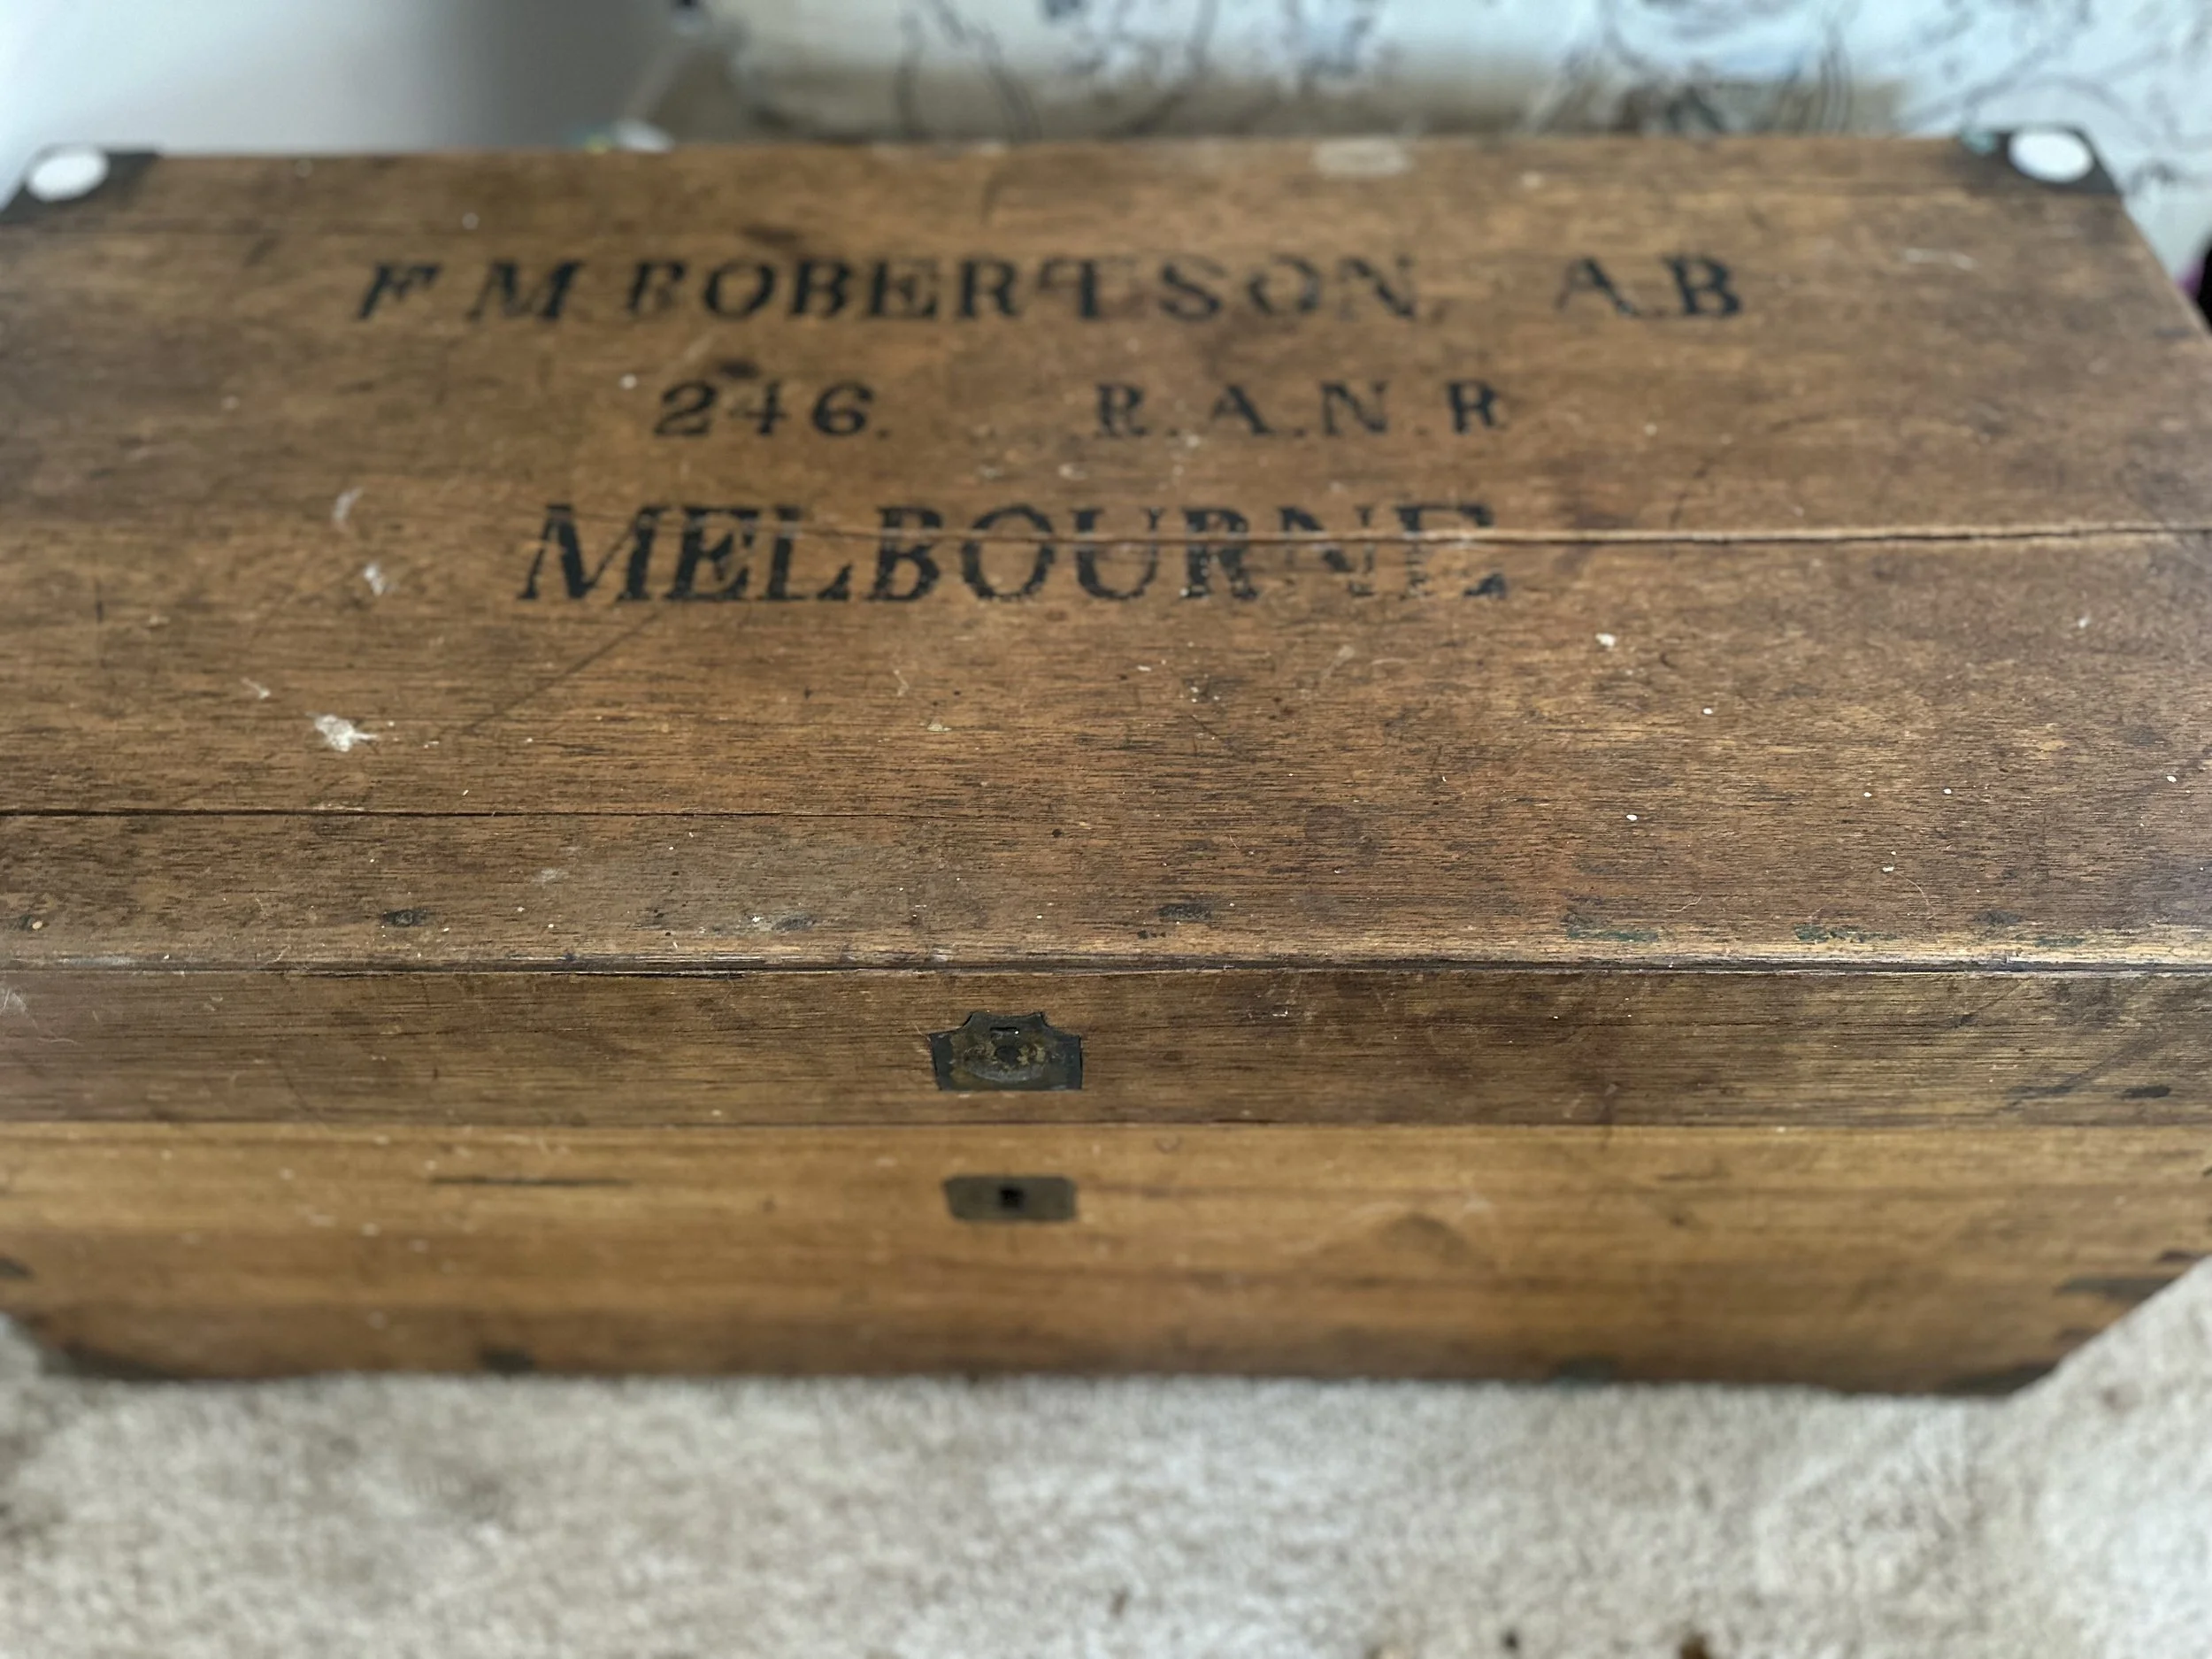 F M ROBERTSON. A.B
246. R.A.N.R
MELBOURNE